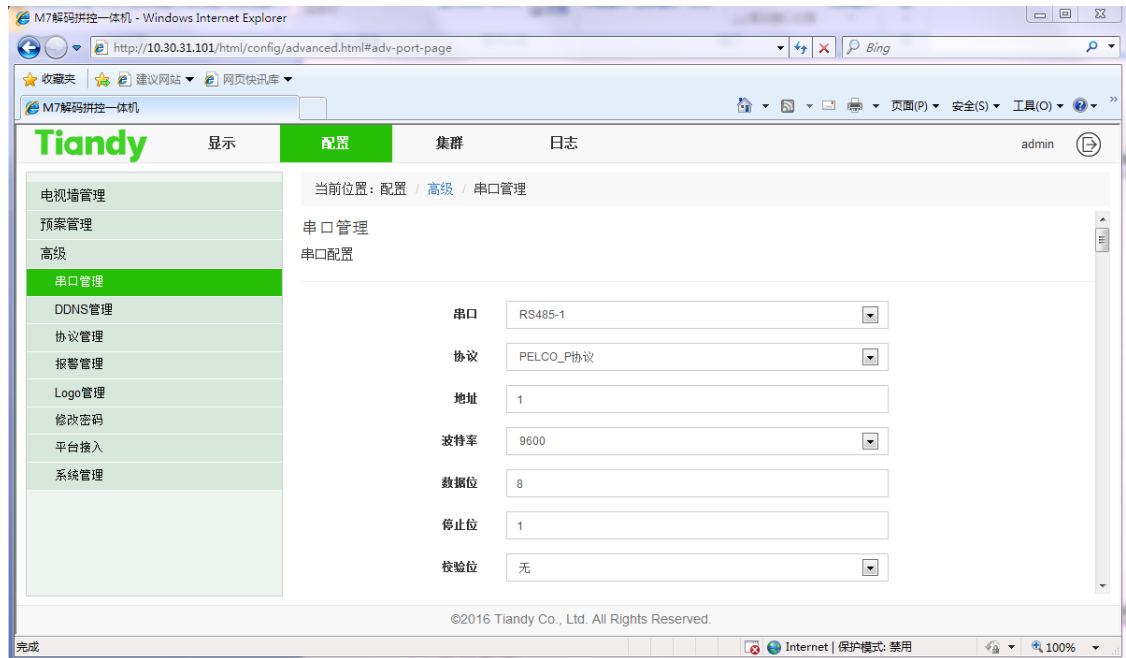 M7解码拼控一体机 - Windows Internet Explorer
http://10.30.31.101/html/config/advanced.html#adv-port-page
Bing
收藏夹 建议网站 网页快讯库
M7解码拼控一体机 页面(P) 安全(S) 工具(O)
Tiandy 显示 配置 集群 日志 admin
电视墙管理
预案管理
高级
串口管理
DDNS管理
协议管理
报警管理
Logo管理
修改密码
平台接入
系统管理
当前位置：配置 / 高级 / 串口管理
串口管理
串口配置
串口 RS485-1
协议 PELCO_P协议
地址 1
波特率 9600
数据位 8
停止位 1
校验位 无
©2016 Tiandy Co., Ltd. All Rights Reserved.
完成 Internet | 保护模式: 禁用 100%